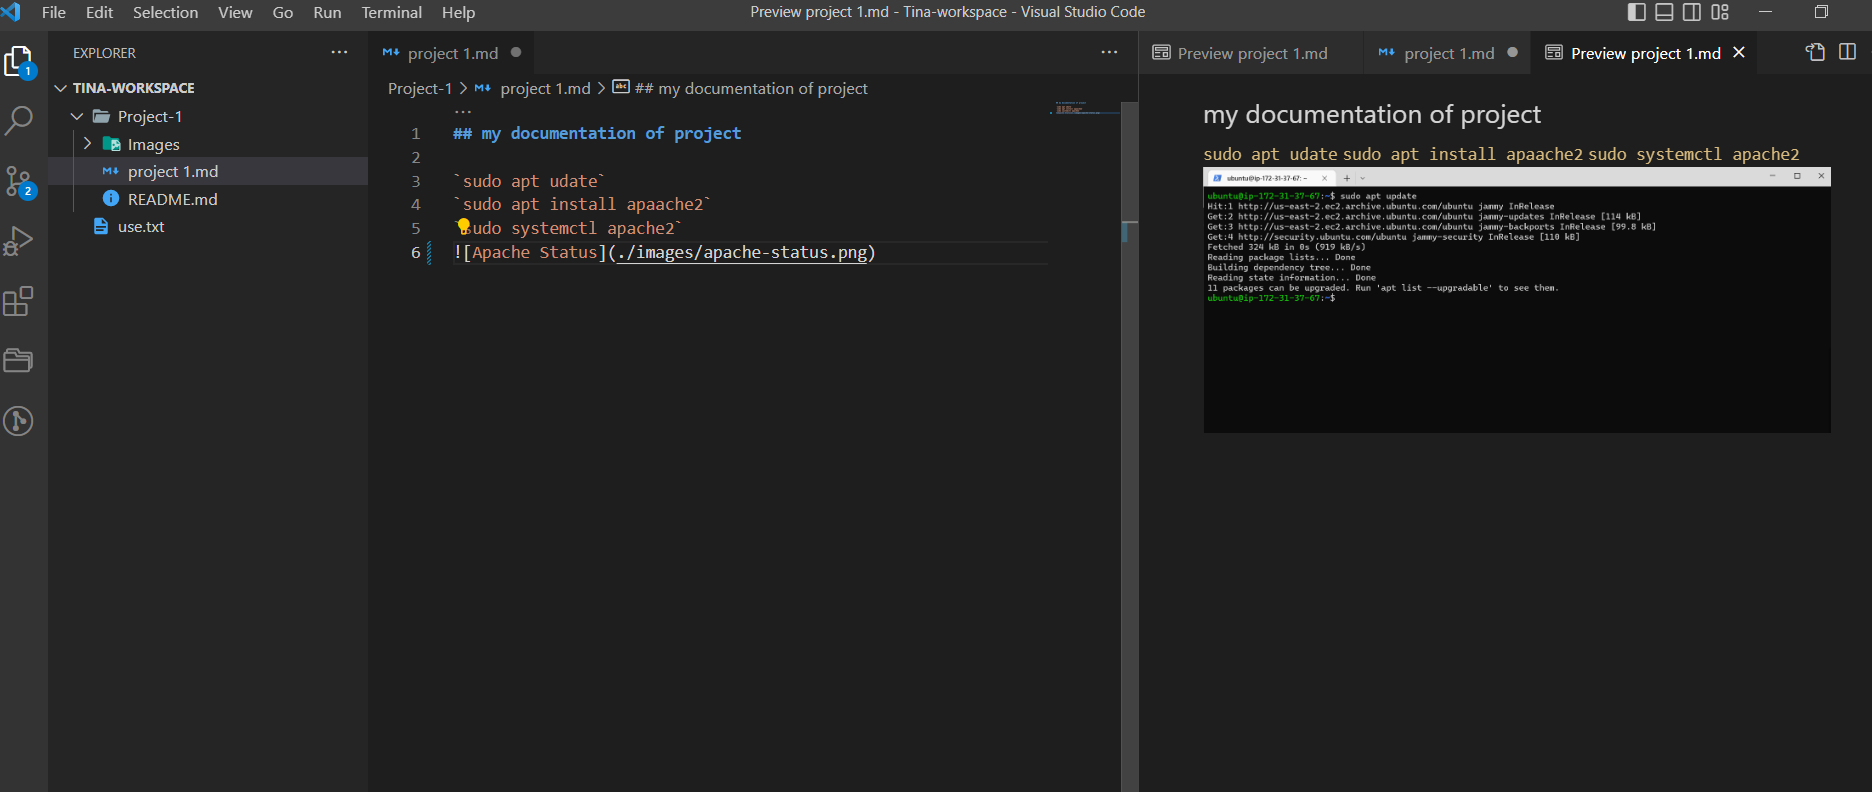 File Edit Selection View Go Run Terminal Help
Preview project 1.md - Tina-workspace - Visual Studio Code
1
2
EXPLORER ···
TINA-WORKSPACE
Project-1
Images
project 1.md
README.md
use.txt
project 1.md ···
Project-1 > project 1.md > abc ## my documentation of project
···
1 ## my documentation of project
2
3 `sudo apt udate`
4 `sudo apt install apaache2`
5 `sudo systemctl apache2`
6 ![Apache Status](./images/apache-status.png)
Preview project 1.md project 1.md Preview project 1.md
my documentation of project
sudo apt udate sudo apt install apaache2 sudo systemctl apache2
ubuntu@ip-172-31-37-67: ~
ubuntu@ip-172-31-37-67:~$ sudo apt update
Hit:1 http://us-east-2.ec2.archive.ubuntu.com/ubuntu jammy InRelease
Get:2 http://us-east-2.ec2.archive.ubuntu.com/ubuntu jammy-updates InRelease [114 kB]
Get:3 http://us-east-2.ec2.archive.ubuntu.com/ubuntu jammy-backports InRelease [99.8 kB]
Get:4 http://security.ubuntu.com/ubuntu jammy-security InRelease [110 kB]
Fetched 324 kB in 0s (919 kB/s)
Reading package lists... Done
Building dependency tree... Done
Reading state information... Done
11 packages can be upgraded. Run 'apt list --upgradable' to see them.
ubuntu@ip-172-31-37-67:~$